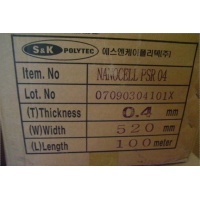 S&K POLYTEC 에스엔케이폴리텍(주)
Item. No NANOCELL PSR 04
Lot. No 07090304101X
(T)Thickness 0.4 mm
(W)Width 520 mm
(L)Length 100 meter